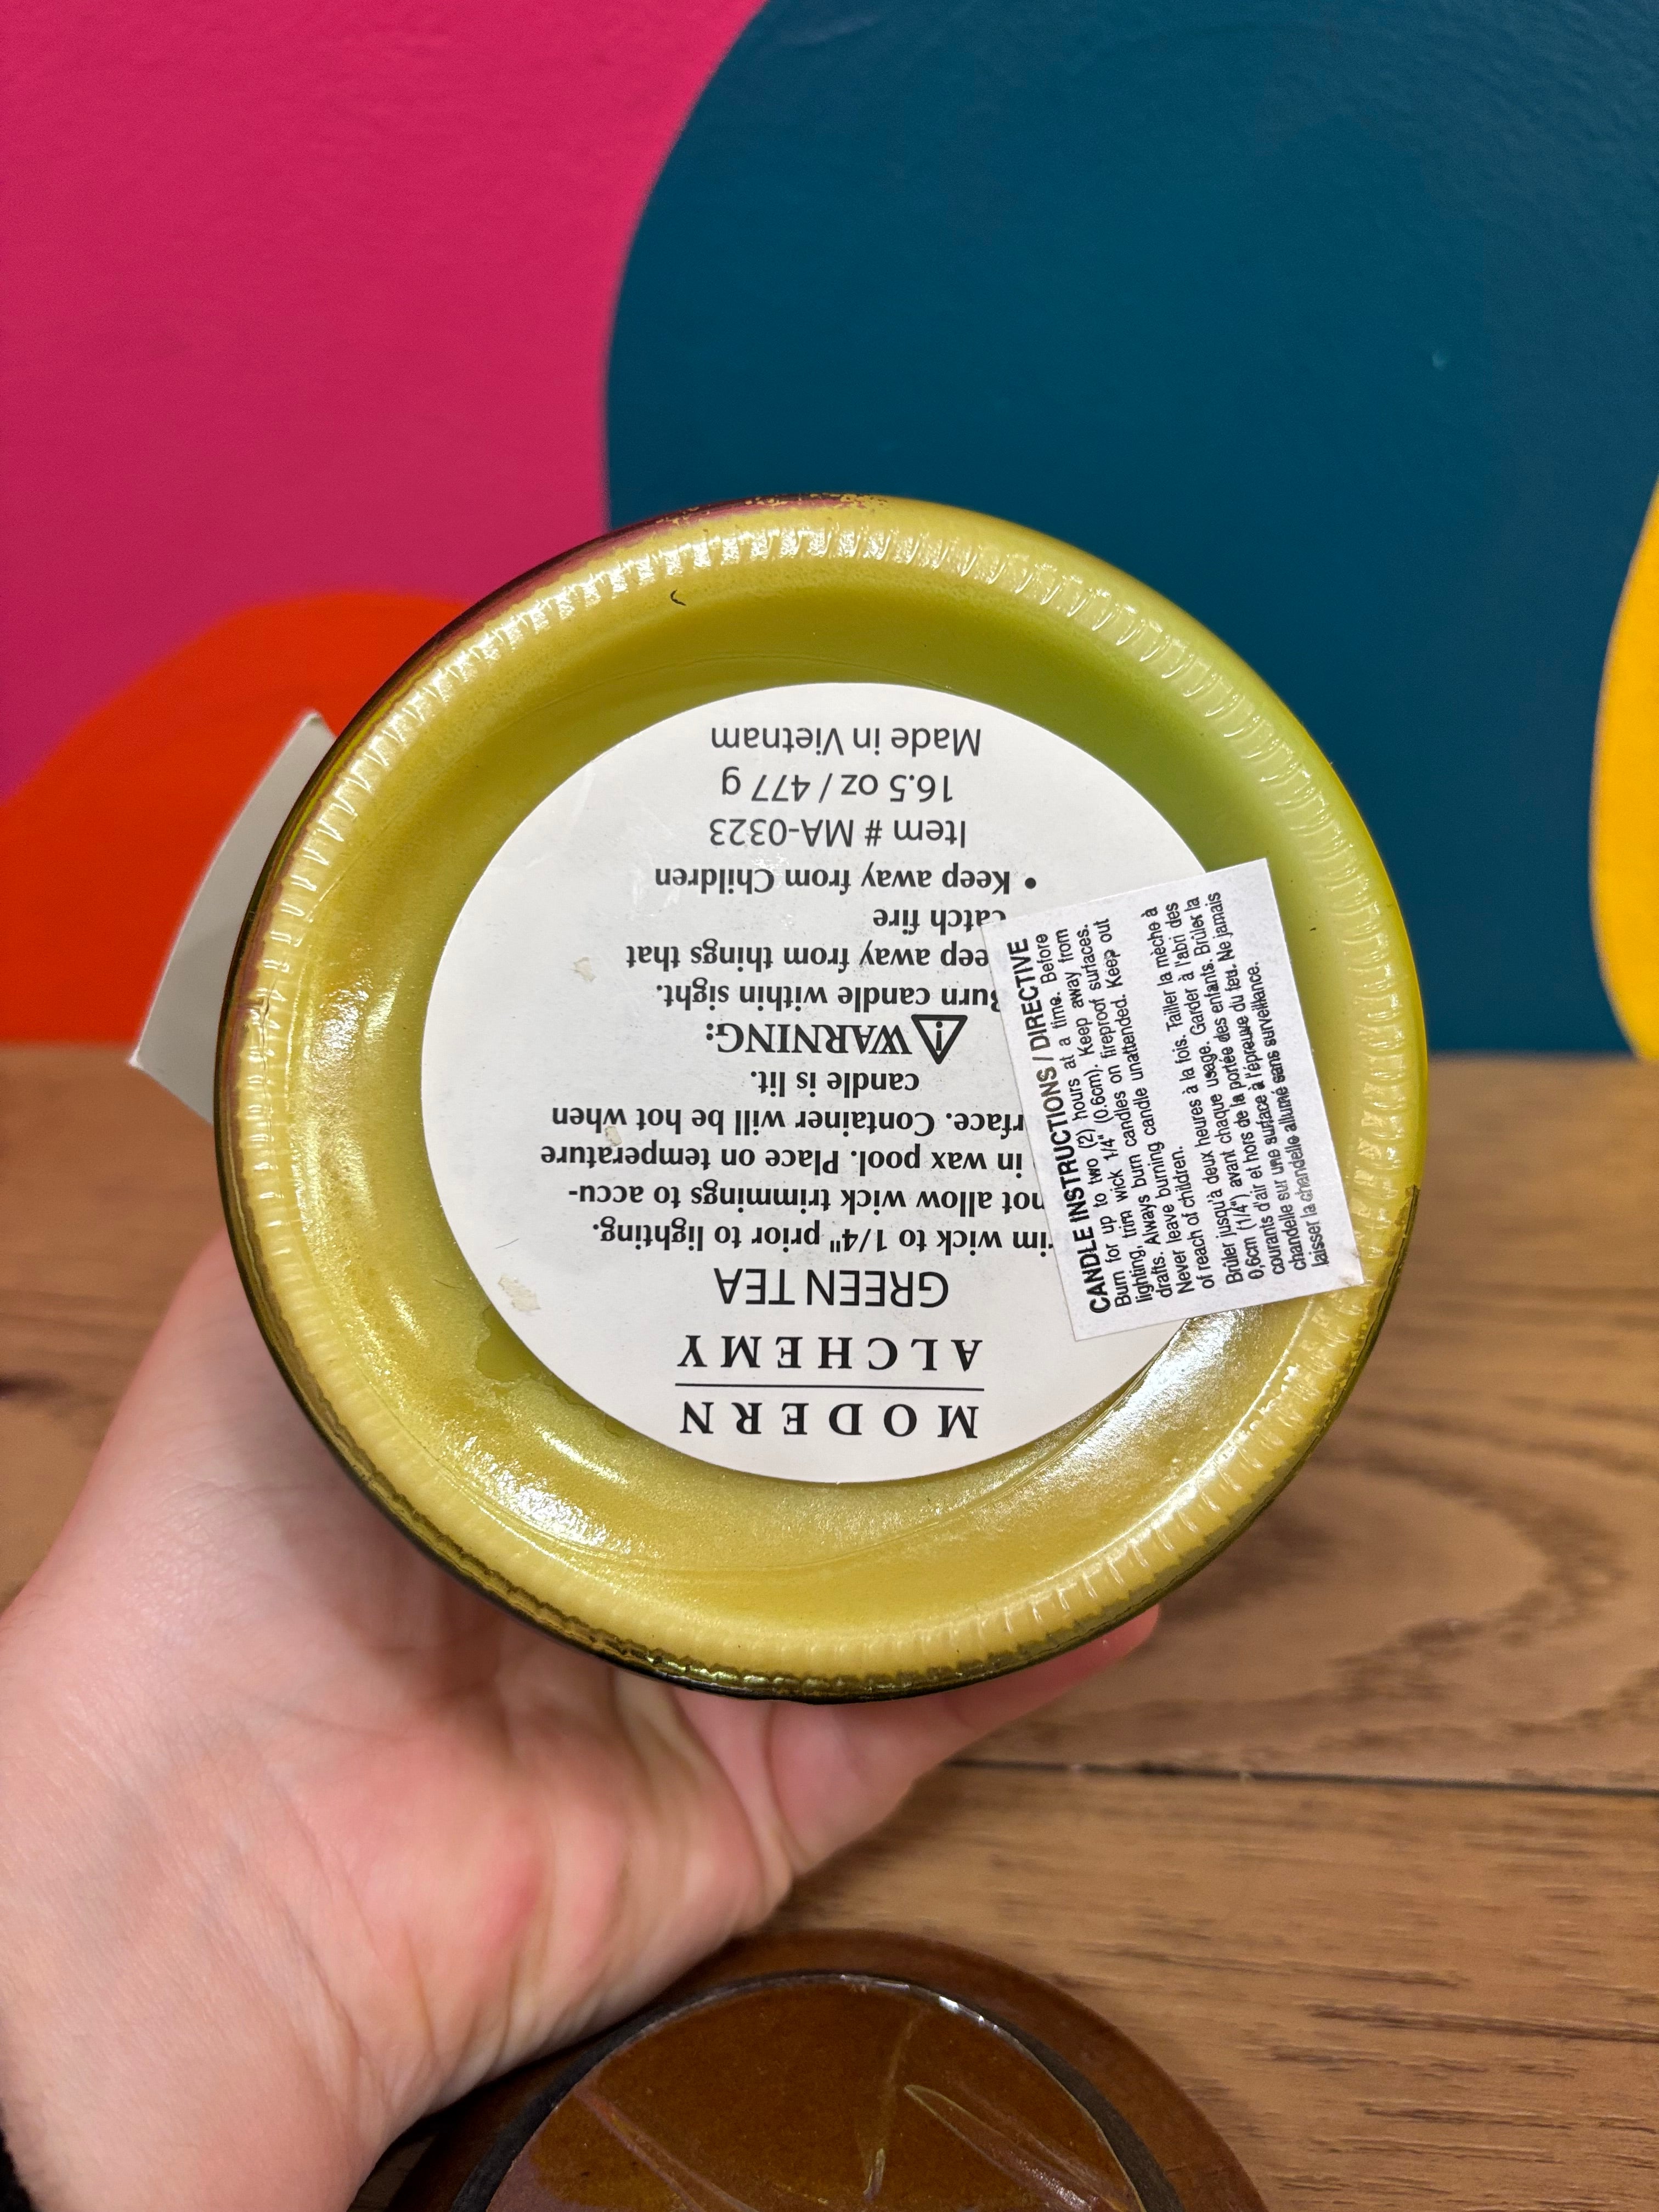 MODERN
ALCHEMY
GREEN TEA
im wick to 1/4" prior to lighting.
not allow wick trimmings to accu-
in wax pool. Place on temperature
rface. Container will be hot when
candle is lit.
⚠WARNING:
Burn candle within sight.
eep away from things that
catch fire
• Keep away from Children
Item # MA-0323
16.5 oz / 477 g
Made in Vietnam
CANDLE INSTRUCTIONS / DIRECTIVE
Burn for up to two (2) hours at a time. Before
lighting, trim wick 1/4" (0.6cm). Keep away from
drafts. Always burn candles on fireproof surfaces.
Never leave burning candle unattended. Keep out
of reach of children.
Brûler jusqu'à deux heures à la fois. Tailler la mèche à
0,6cm (1/4") avant chaque usage. Garder à l'abri des
courants d'air et hors de la portée des enfants. Brûler la
chandelle sur une surface à l'épreuve du feu. Ne jamais
laisser la chandelle allumé sans surveillance.